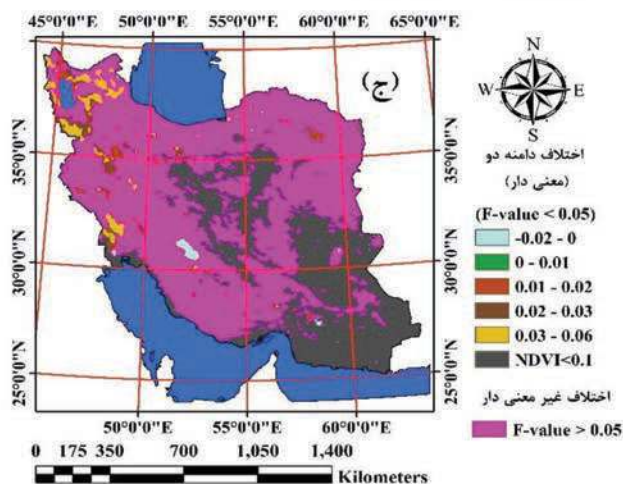 45°0'0"E 50°0'0"E 55°0'0"E 60°0'0"E 65°0'0"E
(ج)
35°0'0"N
30°0'0"N
25°0'0"N
35°0'0"N
30°0'0"N
25°0'0"N
50°0'0"E 55°0'0"E 60°0'0"E
0 175 350 700 1,050 1,400
Kilometers
N
W E
S
اختلاف دامنه دو
(معنی دار)
(F-value < 0.05)
-0.02 - 0
0 - 0.01
0.01 - 0.02
0.02 - 0.03
0.03 - 0.06
NDVI<0.1
اختلاف غیر معنی دار
F-value > 0.05